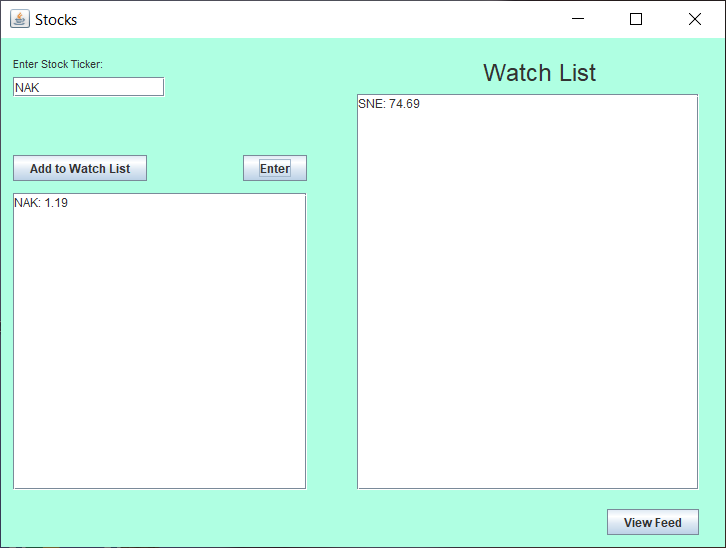 Stocks
Enter Stock Ticker:
NAK
Add to Watch List
Enter
NAK: 1.19
Watch List
SNE: 74.69
View Feed